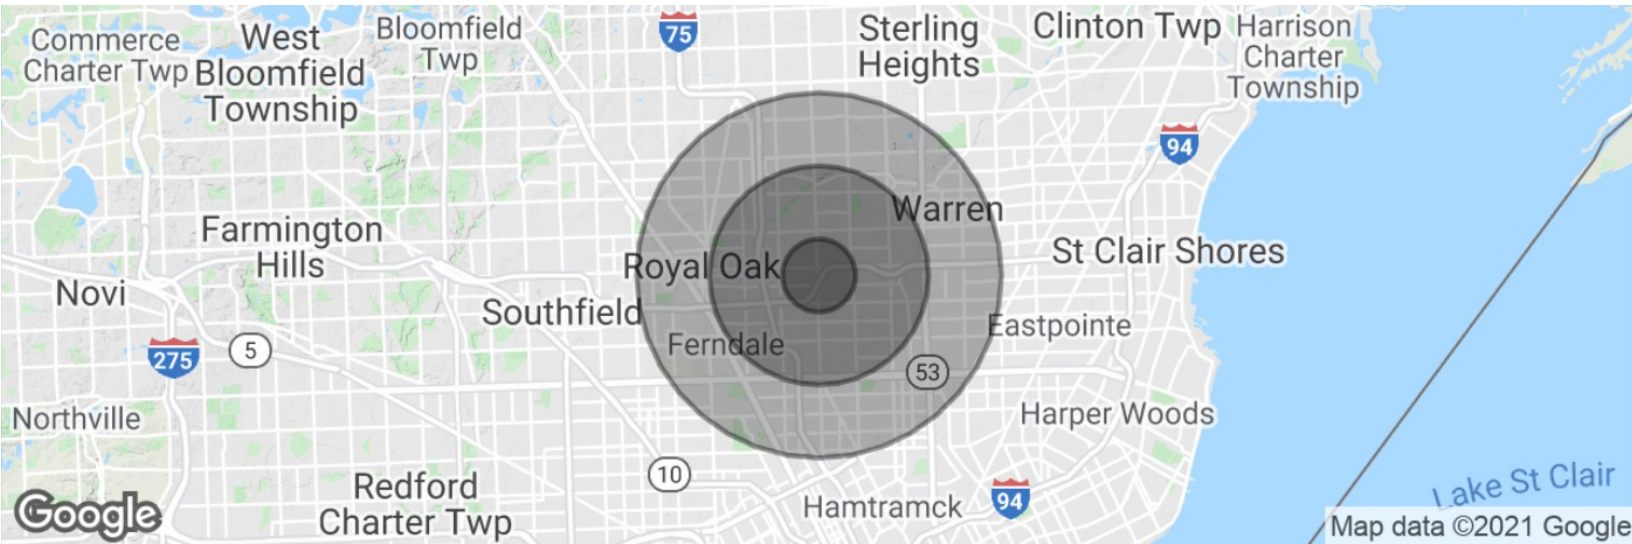 Commerce
Charter Twp
West
Bloomfield
Township
Bloomfield
Twp
75
Sterling
Heights
Clinton Twp
Harrison
Charter
Township
94
Warren
Farmington
Hills
Royal Oak
St Clair Shores
Novi
Southfield
Eastpointe
Ferndale
275
5
53
Northville
Harper Woods
10
Redford
Charter Twp
Hamtramck
94
Lake St Clair
Google
Map data ©2021 Google